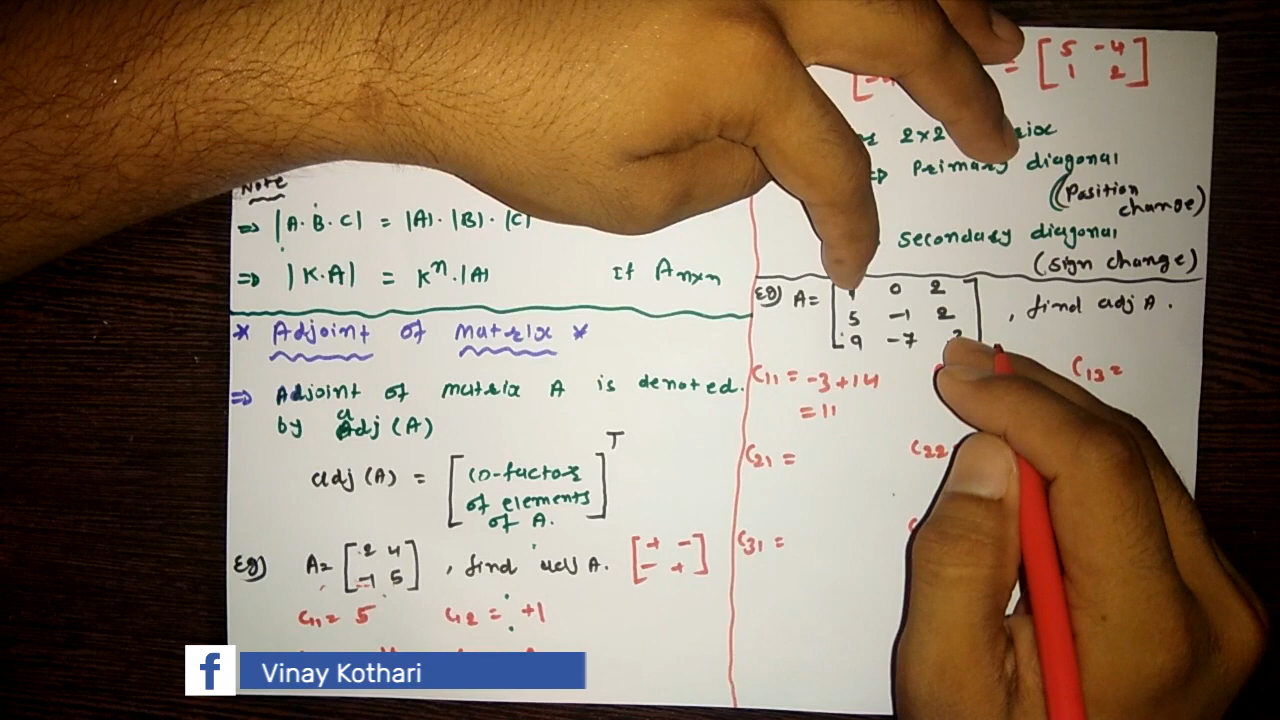 Note
⇒ |A·B·C| = |A|·|B|·|C|
⇒ |K·A| = Kⁿ·|A| If Anxn
* Adjoint of matrix *
⇒ Adjoint of matrix A is denoted
by adj (A)
adj (A) = [co-factors of elements of A.]ᵀ
Eg) A= [2 4
-1 5] , find adj A. [+ -
- +]
C11 = 5 C12 = +1
= [5 -4
1 2]
2×2
⇒ Primary diagonal
(Position change)
Secondary diagonal
(sign change)
Eg) A= [ 0 2
5 -1 2
9 -7 3] , find adj A.
C11 = -3+14 C13 =
= 11
C21 = C22
C31 =
f Vinay Kothari